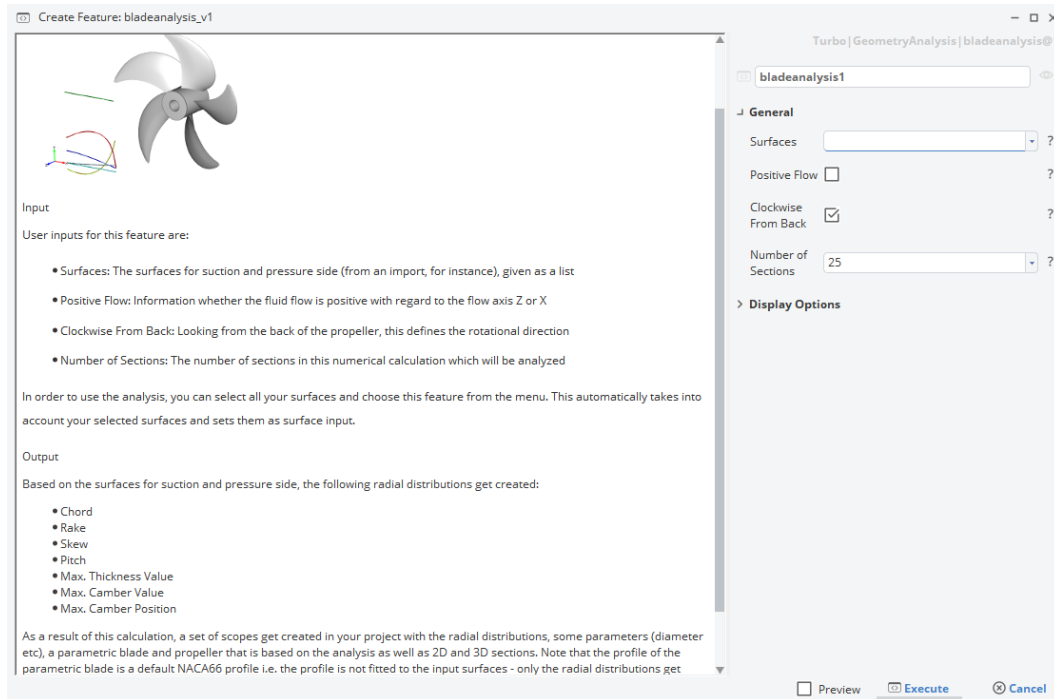 Create Feature: bladeanalysis_v1
Turbo|GeometryAnalysis|bladeanalysis@
bladeanalysis1
General
Surfaces
?
Positive Flow
?
Clockwise
From Back
?
Number of
Sections
25
?
Display Options
Input
User inputs for this feature are:
• Surfaces: The surfaces for suction and pressure side (from an import, for instance), given as a list
• Positive Flow: Information whether the fluid flow is positive with regard to the flow axis Z or X
• Clockwise From Back: Looking from the back of the propeller, this defines the rotational direction
• Number of Sections: The number of sections in this numerical calculation which will be analyzed
In order to use the analysis, you can select all your surfaces and choose this feature from the menu. This automatically takes into
account your selected surfaces and sets them as surface input.
Output
Based on the surfaces for suction and pressure side, the following radial distributions get created:
• Chord
• Rake
• Skew
• Pitch
• Max. Thickness Value
• Max. Camber Value
• Max. Camber Position
As a result of this calculation, a set of scopes get created in your project with the radial distributions, some parameters (diameter
etc), a parametric blade and propeller that is based on the analysis as well as 2D and 3D sections. Note that the profile of the
parametric blade is a default NACA66 profile i.e. the profile is not fitted to the input surfaces - only the radial distributions get
Preview
Execute
Cancel